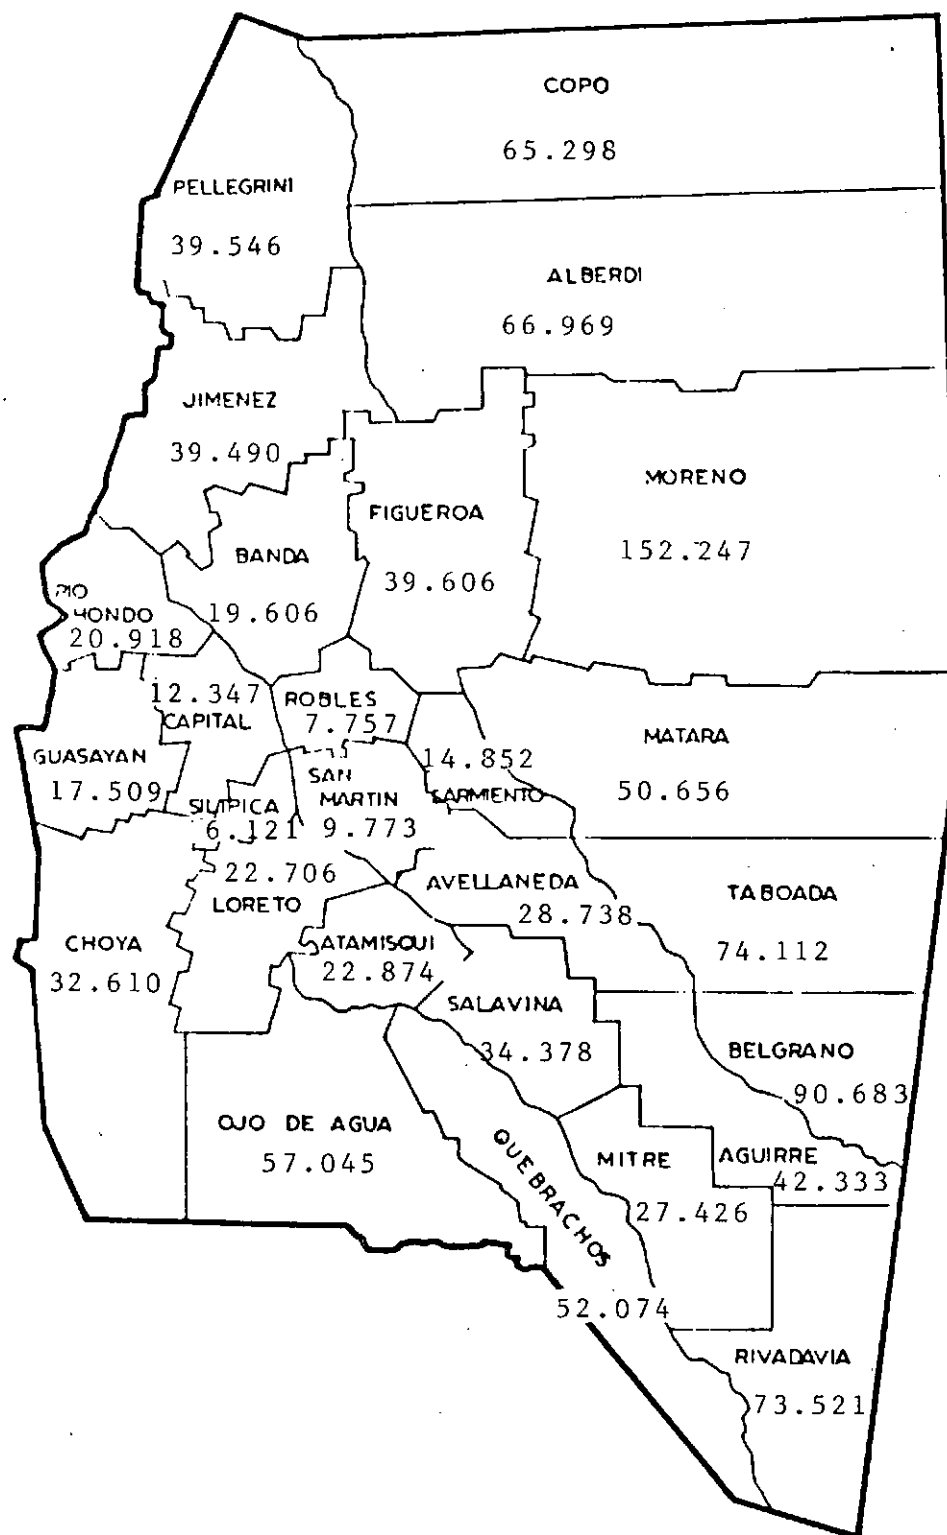 COPO
65.298
PELLEGRINI
39.546
ALBERDI
66.969
JIMENEZ
39.490
MORENO
152.247
FIGUEROA
39.606
BANDA
19.606
RIO
HONDO
20.918
12.347
CAPITAL
ROBLES
7.757
MATARA
50.656
GUASAYAN
17.509
14.852
SARMIENTO
SAN
MARTIN
9.773
SILIPICA
6.121
22.706
LORETO
AVELLANEDA
28.738
TABOADA
74.112
CHOYA
32.610
ATAMISQUI
22.874
SALAVINA
34.378
BELGRANO
90.683
OJO DE AGUA
57.045
QUEBRACHOS
52.074
MITRE
27.426
AGUIRRE
42.333
RIVADAVIA
73.521